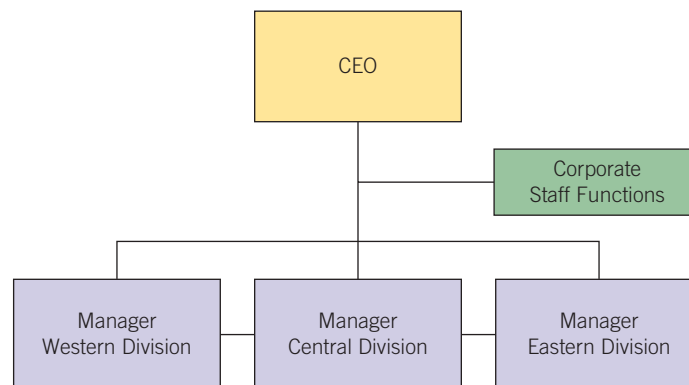 CEO
Corporate
Staff Functions
Manager
Western Division
Manager
Central Division
Manager
Eastern Division